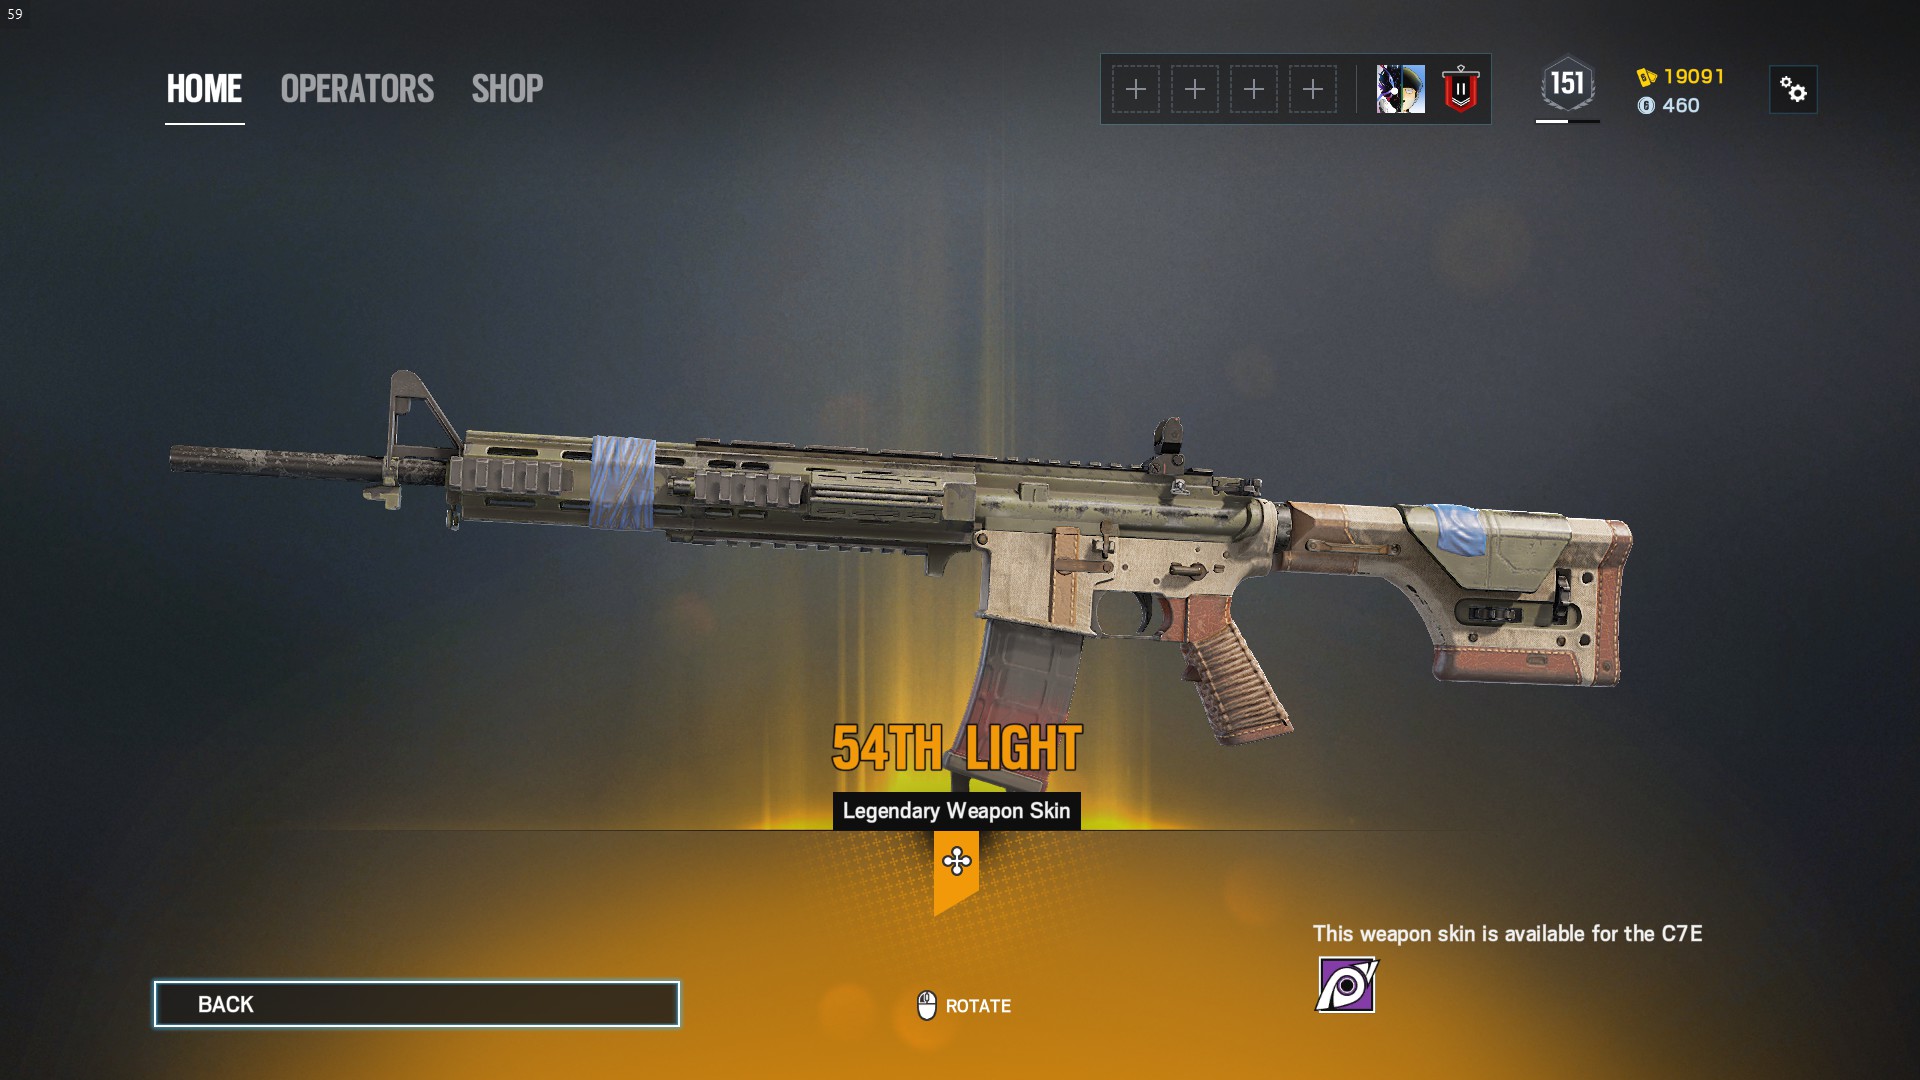 59
HOME OPERATORS SHOP
151
19091
460
54TH LIGHT
Legendary Weapon Skin
This weapon skin is available for the C7E
BACK
ROTATE